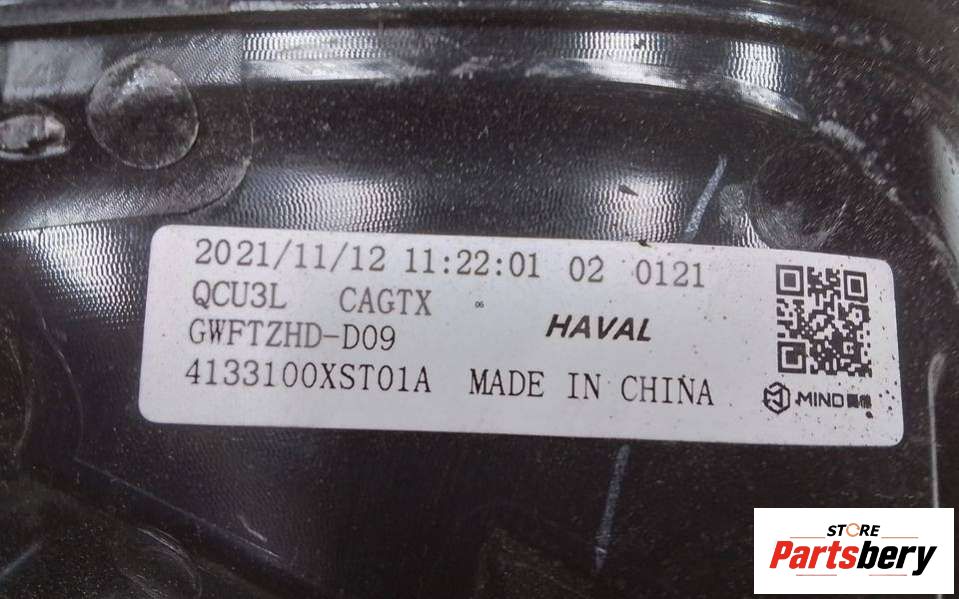 2021/11/12 11:22:01 02 0121
QCU3L CAGTX 06
GWFTZHD-D09 HAVAL
4133100XST01A MADE IN CHINA
MIND
STORE
Partsbery